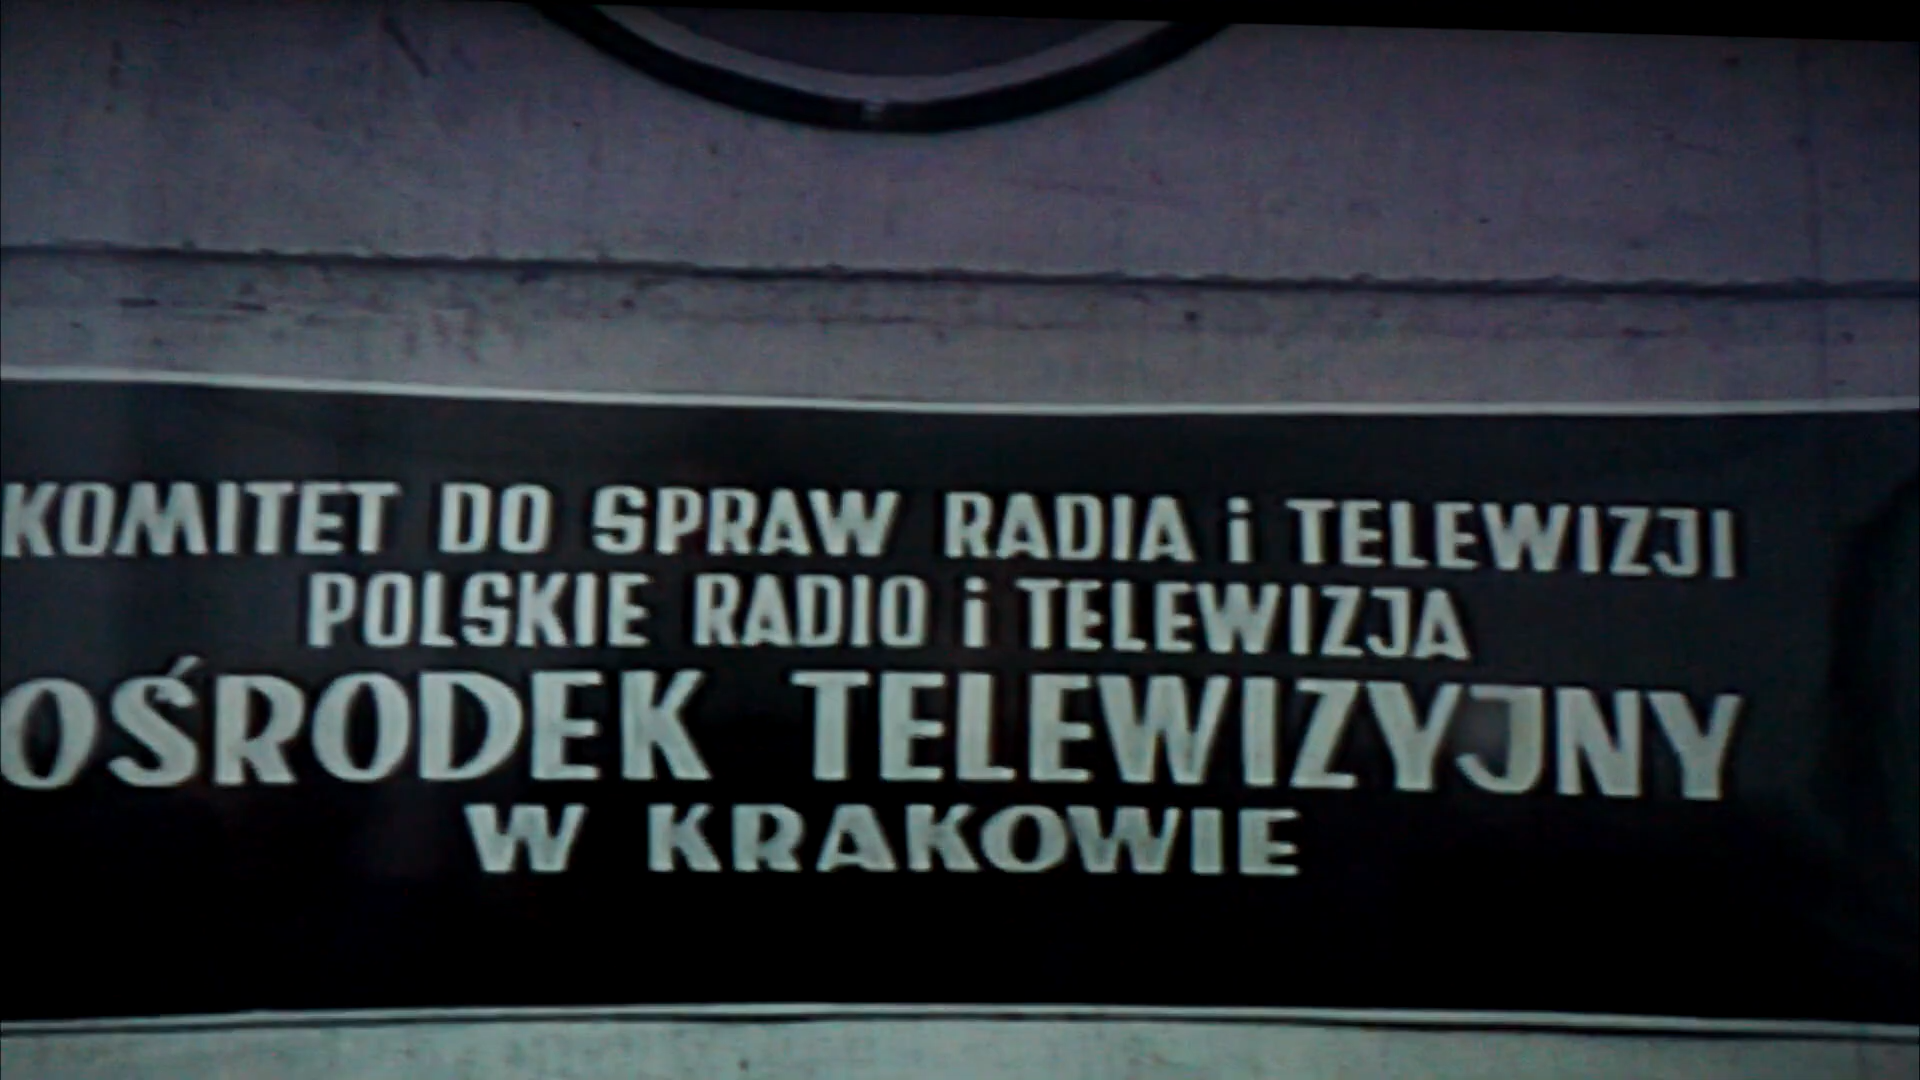 KOMITET DO SPRAW RADIA i TELEWIZJI
POLSKIE RADIO i TELEWIZJA
OŚRODEK TELEWIZYJNY
W KRAKOWIE